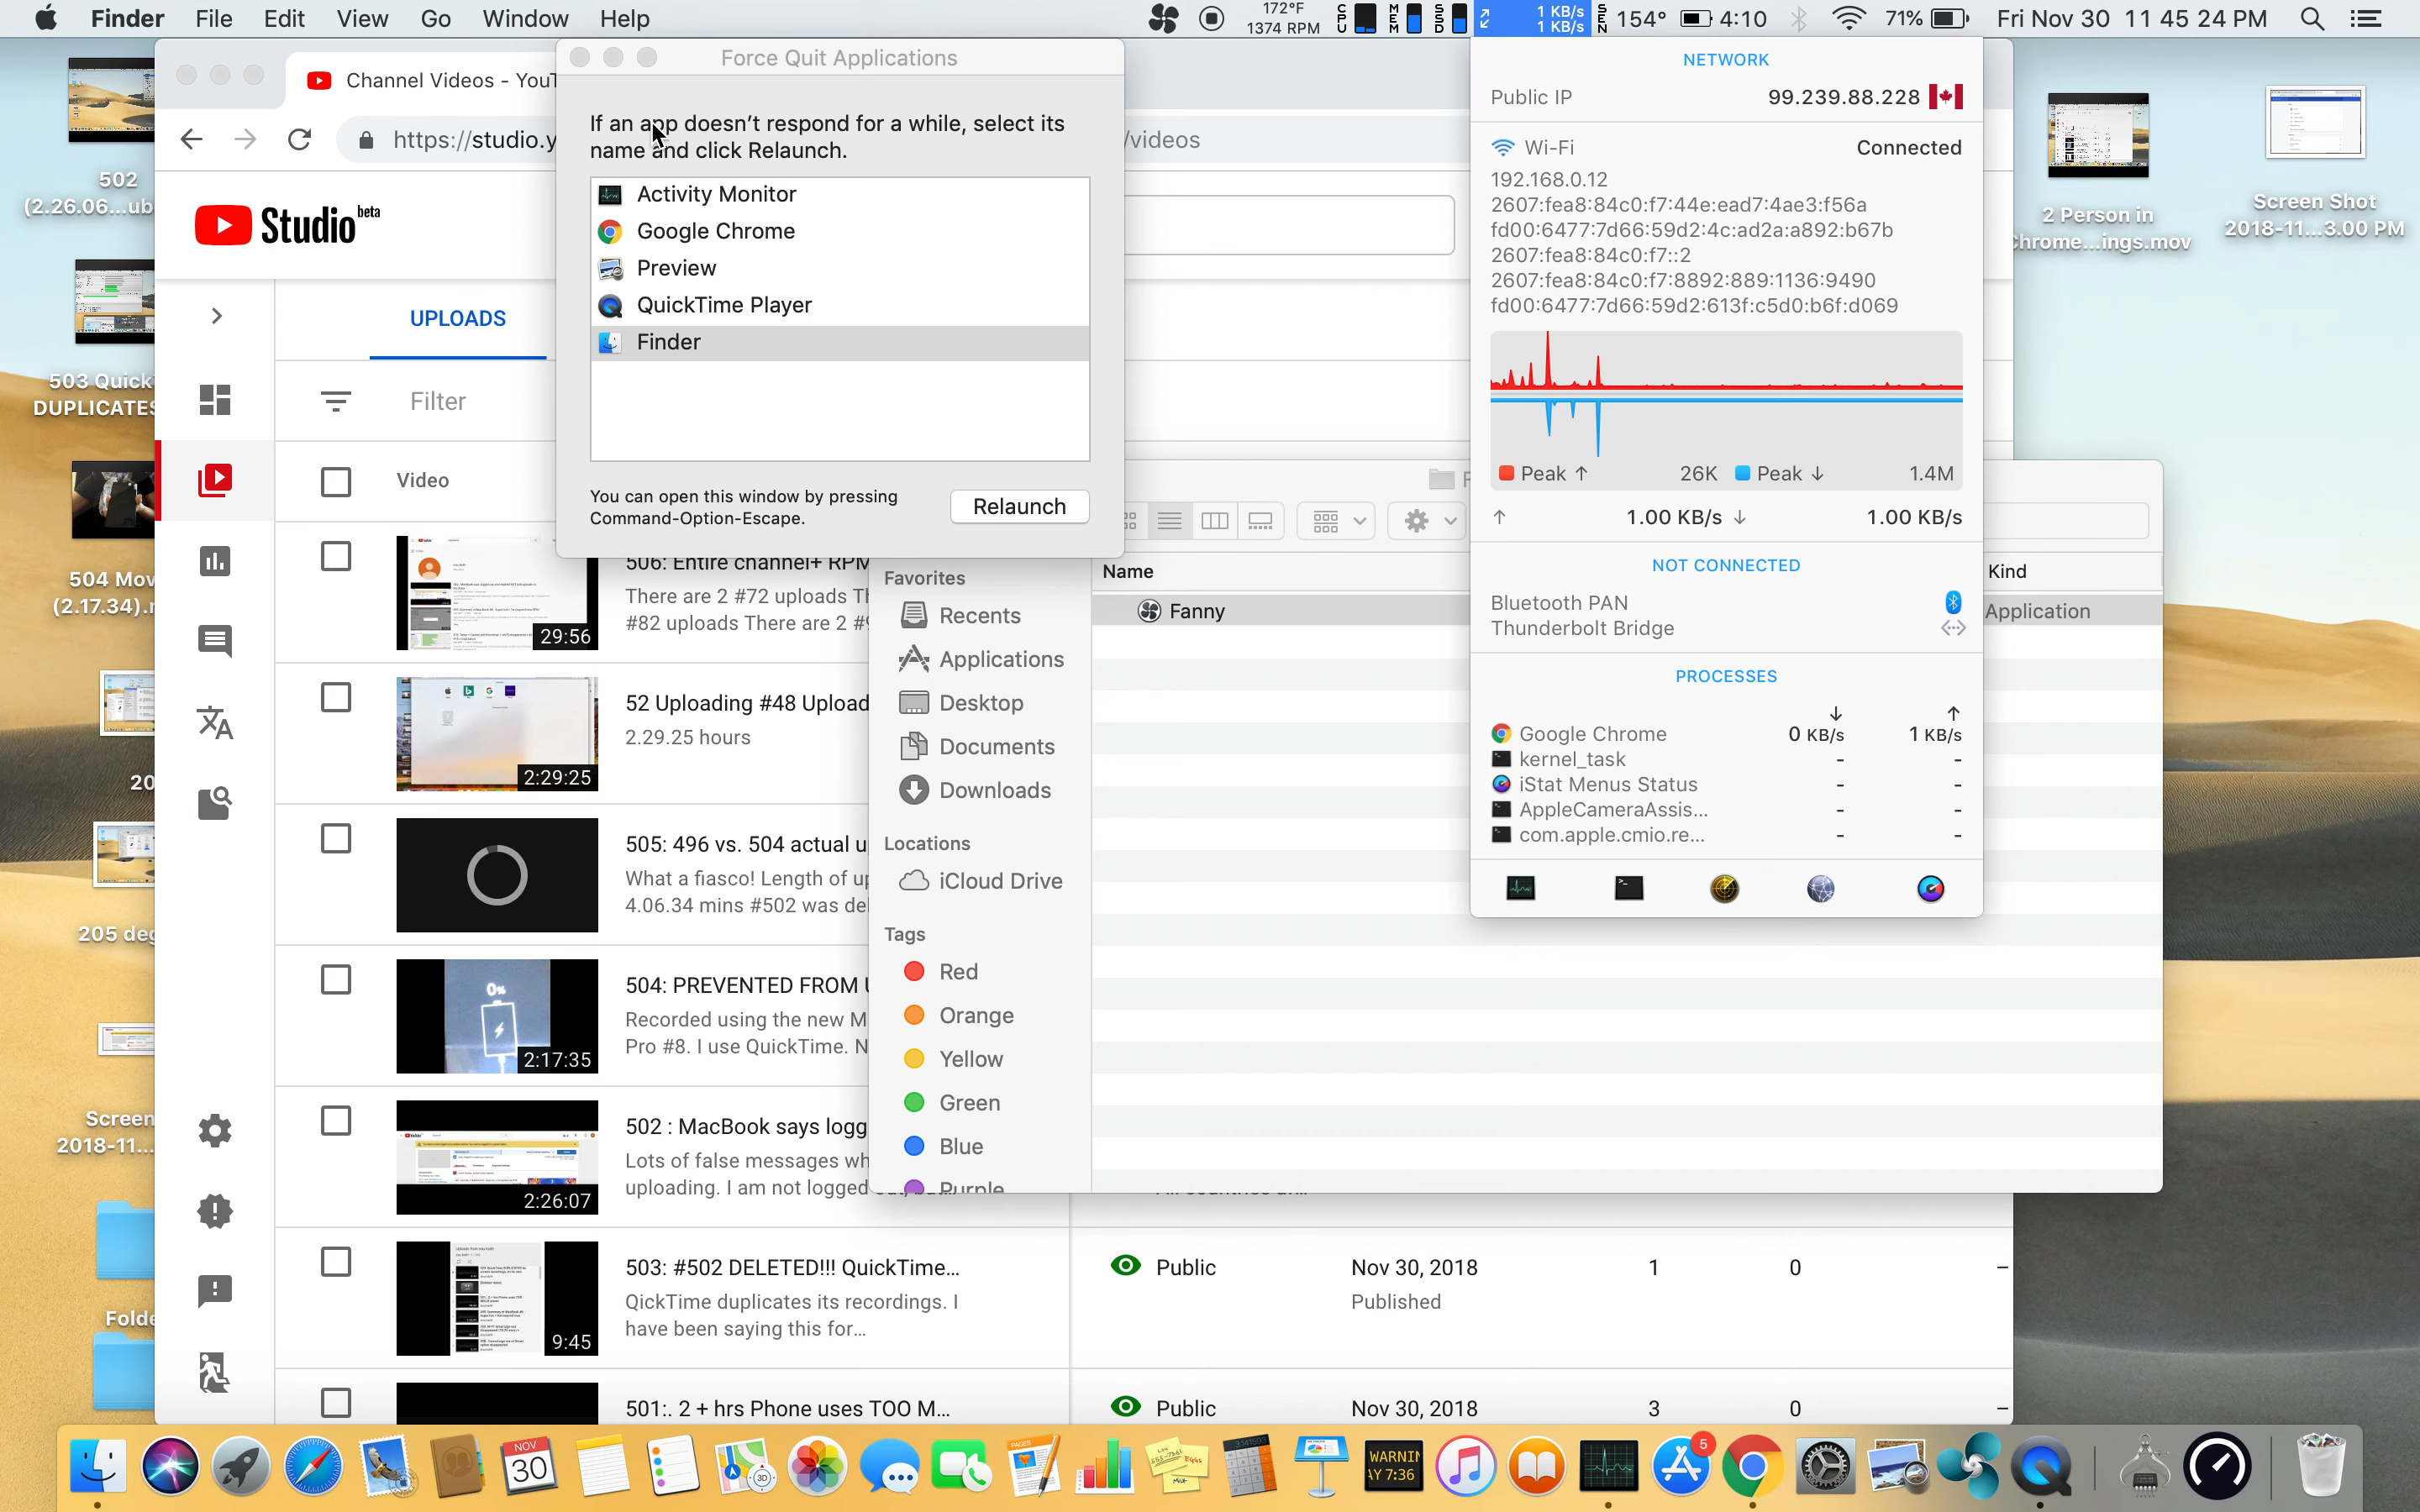 Finder File Edit View Go Window Help
172°F
1374 RPM
CPU
MEM
SSD
1 KB/s
1 KB/s
SEN
154°
4:10
71%
Fri Nov 30 11 45 24 PM
Channel Videos - YouT
https://studio.y
/videos
Studio beta
UPLOADS
Filter
Video
Force Quit Applications
If an app doesn't respond for a while, select its
name and click Relaunch.
Activity Monitor
Google Chrome
Preview
QuickTime Player
Finder
You can open this window by pressing
Command-Option-Escape.
Relaunch
NETWORK
Public IP 99.239.88.228
Wi-Fi Connected
192.168.0.12
2607:fea8:84c0:f7:44e:ead7:4ae3:f56a
fd00:6477:7d66:59d2:4c:ad2a:a892:b67b
2607:fea8:84c0:f7::2
2607:fea8:84c0:f7:8892:889:1136:9490
fd00:6477:7d66:59d2:613f:c5d0:b6f:d069
Peak ↑ 26K Peak ↓ 1.4M
↑ 1.00 KB/s ↓ 1.00 KB/s
NOT CONNECTED
Bluetooth PAN
Thunderbolt Bridge
PROCESSES
↓ ↑
Google Chrome 0 KB/s 1 KB/s
kernel_task - -
iStat Menus Status - -
AppleCameraAssis... - -
com.apple.cmio.re... - -
502
(2.26.06...ub
503 Quick
DUPLICATES
504 Mov
(2.17.34).r
20
205 deg
Screen
2018-11...
Folde
2 Person in
Chrome...ings.mov
Screen Shot
2018-11...3.00 PM
Favorites
Recents
Applications
Desktop
Documents
Downloads
Locations
iCloud Drive
Tags
Red
Orange
Yellow
Green
Blue
Purple
Name Kind
Fanny Application
29:56
506: Entire channel+ RPM
There are 2 #72 uploads Th
#82 uploads There are 2 #9
2:29:25
52 Uploading #48 Upload
2.29.25 hours
505: 496 vs. 504 actual u
What a fiasco! Length of up
4.06.34 mins #502 was del
0%
2:17:35
504: PREVENTED FROM U
Recorded using the new M
Pro #8. I use QuickTime. N
2:26:07
502 : MacBook says logg
Lots of false messages wh
uploading. I am not logged
9:45
503: #502 DELETED!!! QuickTime...
QickTime duplicates its recordings. I
have been saying this for...
Public Nov 30, 2018 1 0 –
Published
501:. 2 + hrs Phone uses TOO M...
Public Nov 30, 2018 3 0 –
NOV
30
3D
PAGES
WARNIN
AY 7:36
5